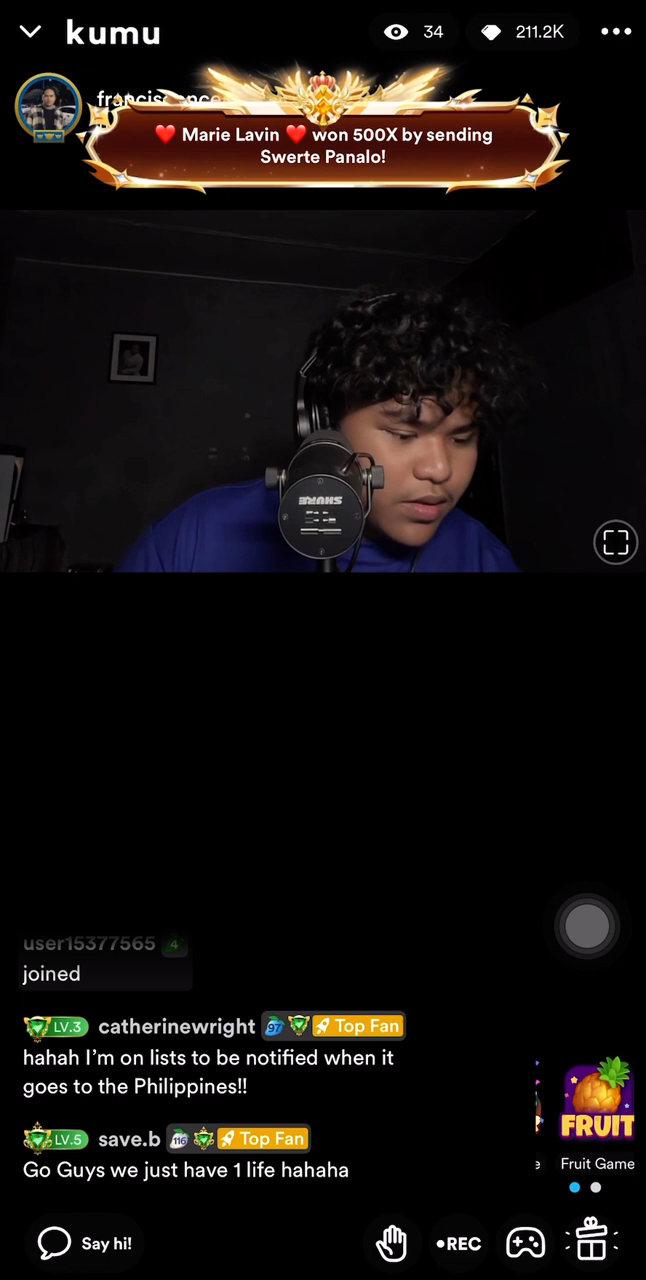 kumu
34
211.2K
❤️ Marie Lavin ❤️ won 500X by sending
Swerte Panalo!
SHURE
user15377565 4
joined
LV.3 catherinewright 97 Top Fan
hahah I'm on lists to be notified when it
goes to the Philippines!!
LV.5 save.b 116 Top Fan
Go Guys we just have 1 life hahaha
FRUIT
e Fruit Game
Say hi!
•REC